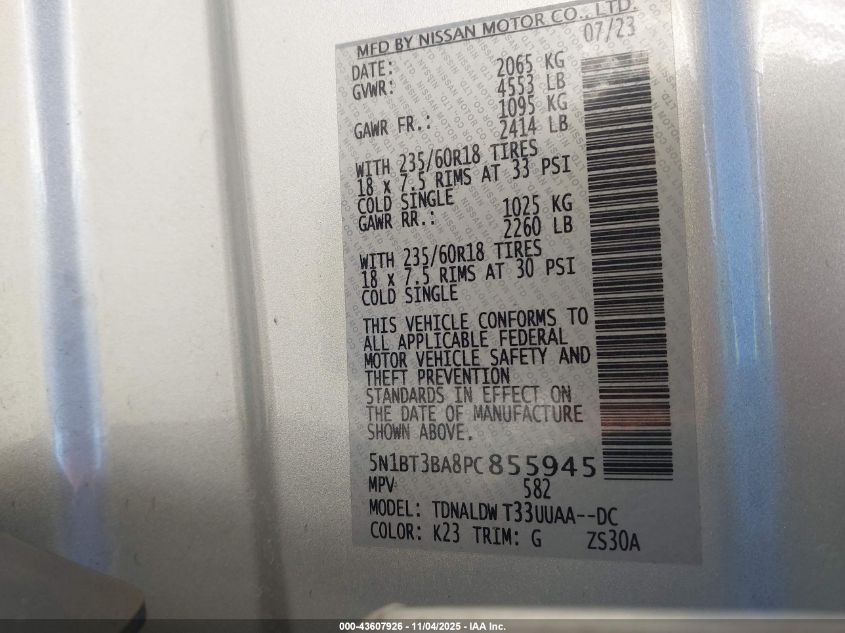 MFD BY NISSAN MOTOR CO., LTD.
DATE: 07/23
GVWR: 2065 KG
4553 LB
GAWR FR.: 1095 KG
2414 LB
WITH 235/60R18 TIRES
18 x 7.5 RIMS AT 33 PSI
COLD SINGLE
GAWR RR.: 1025 KG
2260 LB
WITH 235/60R18 TIRES
18 x 7.5 RIMS AT 30 PSI
COLD SINGLE
THIS VEHICLE CONFORMS TO
ALL APPLICABLE FEDERAL
MOTOR VEHICLE SAFETY AND
THEFT PREVENTION
STANDARDS IN EFFECT ON
THE DATE OF MANUFACTURE
SHOWN ABOVE.
5N1BT3BA8PC855945
MPV 582
MODEL: TDNALDW T33UUAA--DC
COLOR: K23 TRIM: G ZS30A
000-43607926 - 11/04/2025 - IAA Inc.